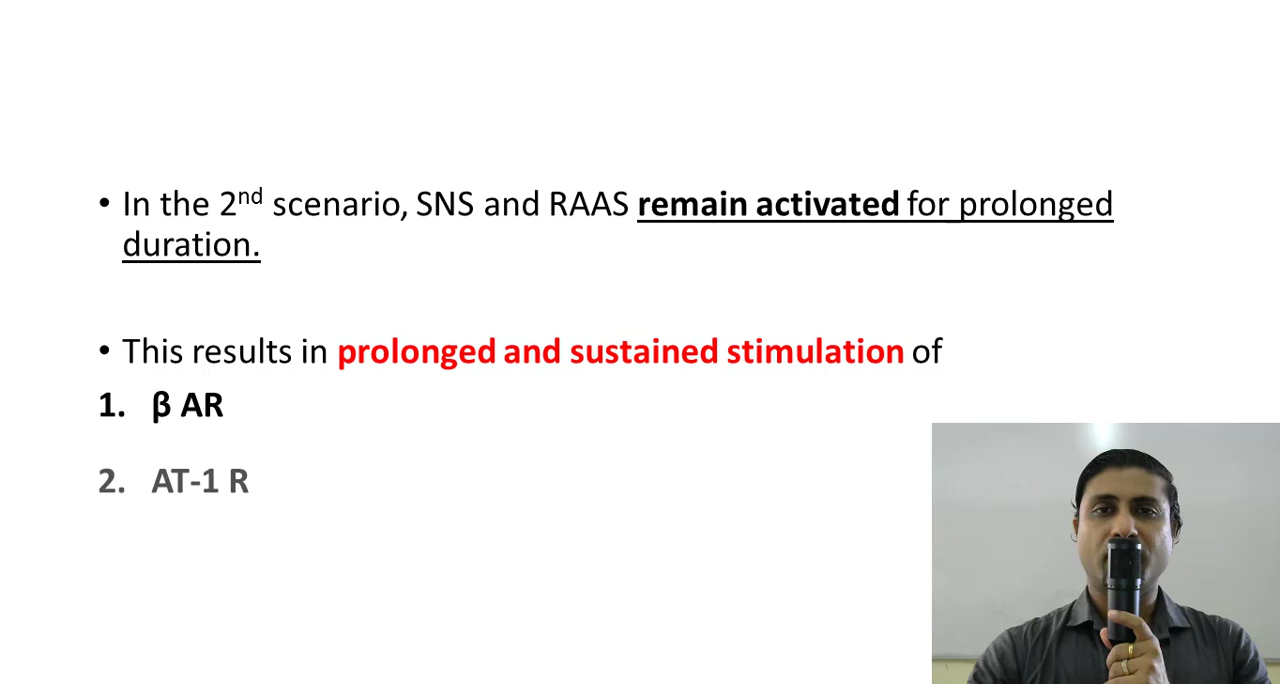 • In the 2nd scenario, SNS and RAAS remain activated for prolonged
duration.
• This results in prolonged and sustained stimulation of
1. β AR
2. AT-1 R